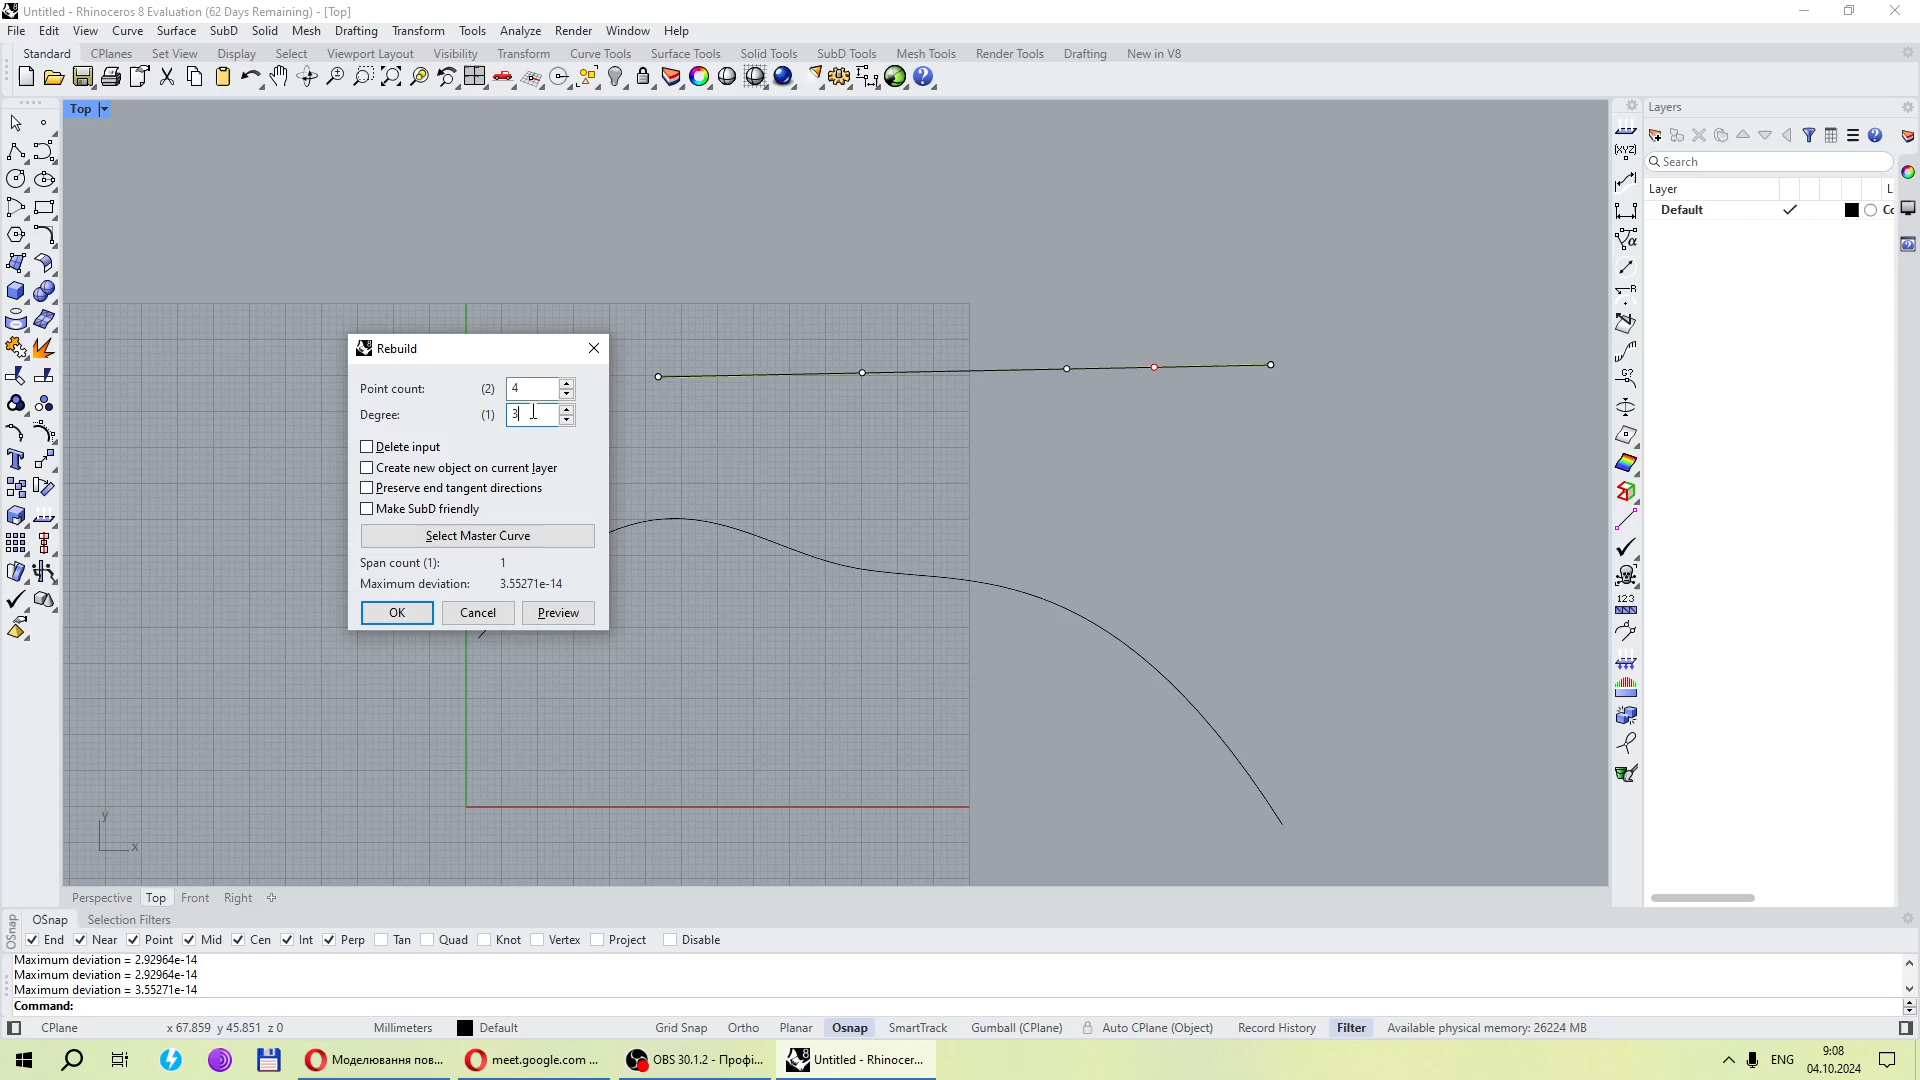 Untitled - Rhinoceros 8 Evaluation (62 Days Remaining) - [Top]
File Edit View Curve Surface SubD Solid Mesh Drafting Transform Tools Analyze Render Window Help
Standard CPlanes Set View Display Select Viewport Layout Visibility Transform Curve Tools Surface Tools Solid Tools SubD Tools Mesh Tools Render Tools Drafting New in V8
Top
Layers
Search
Layer L
Default Cc
Rebuild
Point count: (2) 4
Degree: (1) 3
Delete input
Create new object on current layer
Preserve end tangent directions
Make SubD friendly
Select Master Curve
Span count (1): 1
Maximum deviation: 3.55271e-14
OK Cancel Preview
y
x
Perspective Top Front Right
OSnap Selection Filters
OSnap
End Near Point Mid Cen Int Perp Tan Quad Knot Vertex Project Disable
Maximum deviation = 2.92964e-14
Maximum deviation = 2.92964e-14
Maximum deviation = 3.55271e-14
Command:
CPlane x 67.859 y 45.851 z 0 Millimeters Default Grid Snap Ortho Planar Osnap SmartTrack Gumball (CPlane) Auto CPlane (Object) Record History Filter Available physical memory: 26224 MB
Моделювання пов... meet.google.com ... OBS 30.1.2 - Профі... Untitled - Rhinocer... ENG 9:08
04.10.2024